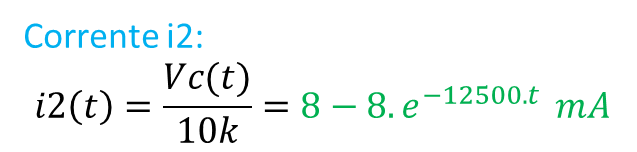 Corrente i2:
i2(t) = Vc(t)/10k = 8 − 8.e^−12500.t mA